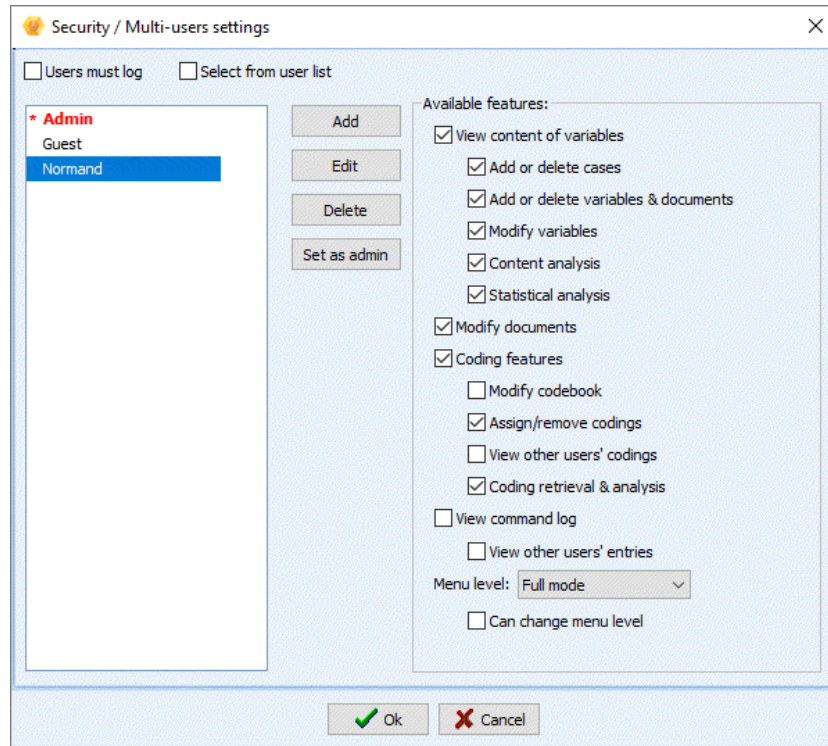 Security / Multi-users settings
Users must log
Select from user list
* Admin
Guest
Normand
Add
Edit
Delete
Set as admin
Available features:
View content of variables
Add or delete cases
Add or delete variables & documents
Modify variables
Content analysis
Statistical analysis
Modify documents
Coding features
Modify codebook
Assign/remove codings
View other users' codings
Coding retrieval & analysis
View command log
View other users' entries
Menu level: Full mode
Can change menu level
Ok
Cancel